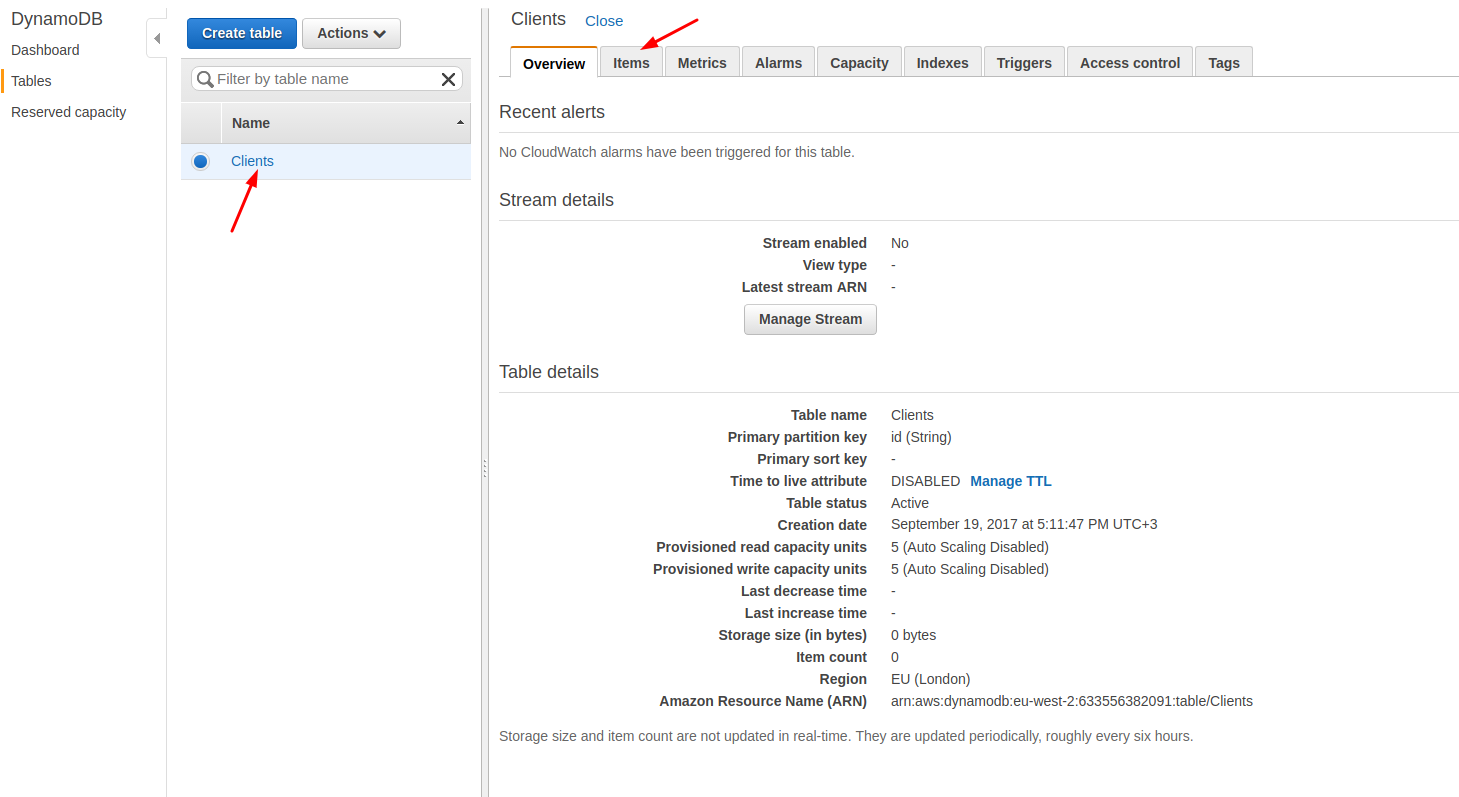 DynamoDB
Dashboard
Tables
Reserved capacity
Create table
Actions
Filter by table name
Name
Clients
Clients Close
Overview Items Metrics Alarms Capacity Indexes Triggers Access control Tags
Recent alerts
No CloudWatch alarms have been triggered for this table.
Stream details
Stream enabled No
View type -
Latest stream ARN -
Manage Stream
Table details
Table name Clients
Primary partition key id (String)
Primary sort key -
Time to live attribute DISABLED Manage TTL
Table status Active
Creation date September 19, 2017 at 5:11:47 PM UTC+3
Provisioned read capacity units 5 (Auto Scaling Disabled)
Provisioned write capacity units 5 (Auto Scaling Disabled)
Last decrease time -
Last increase time -
Storage size (in bytes) 0 bytes
Item count 0
Region EU (London)
Amazon Resource Name (ARN) arn:aws:dynamodb:eu-west-2:633556382091:table/Clients
Storage size and item count are not updated in real-time. They are updated periodically, roughly every six hours.